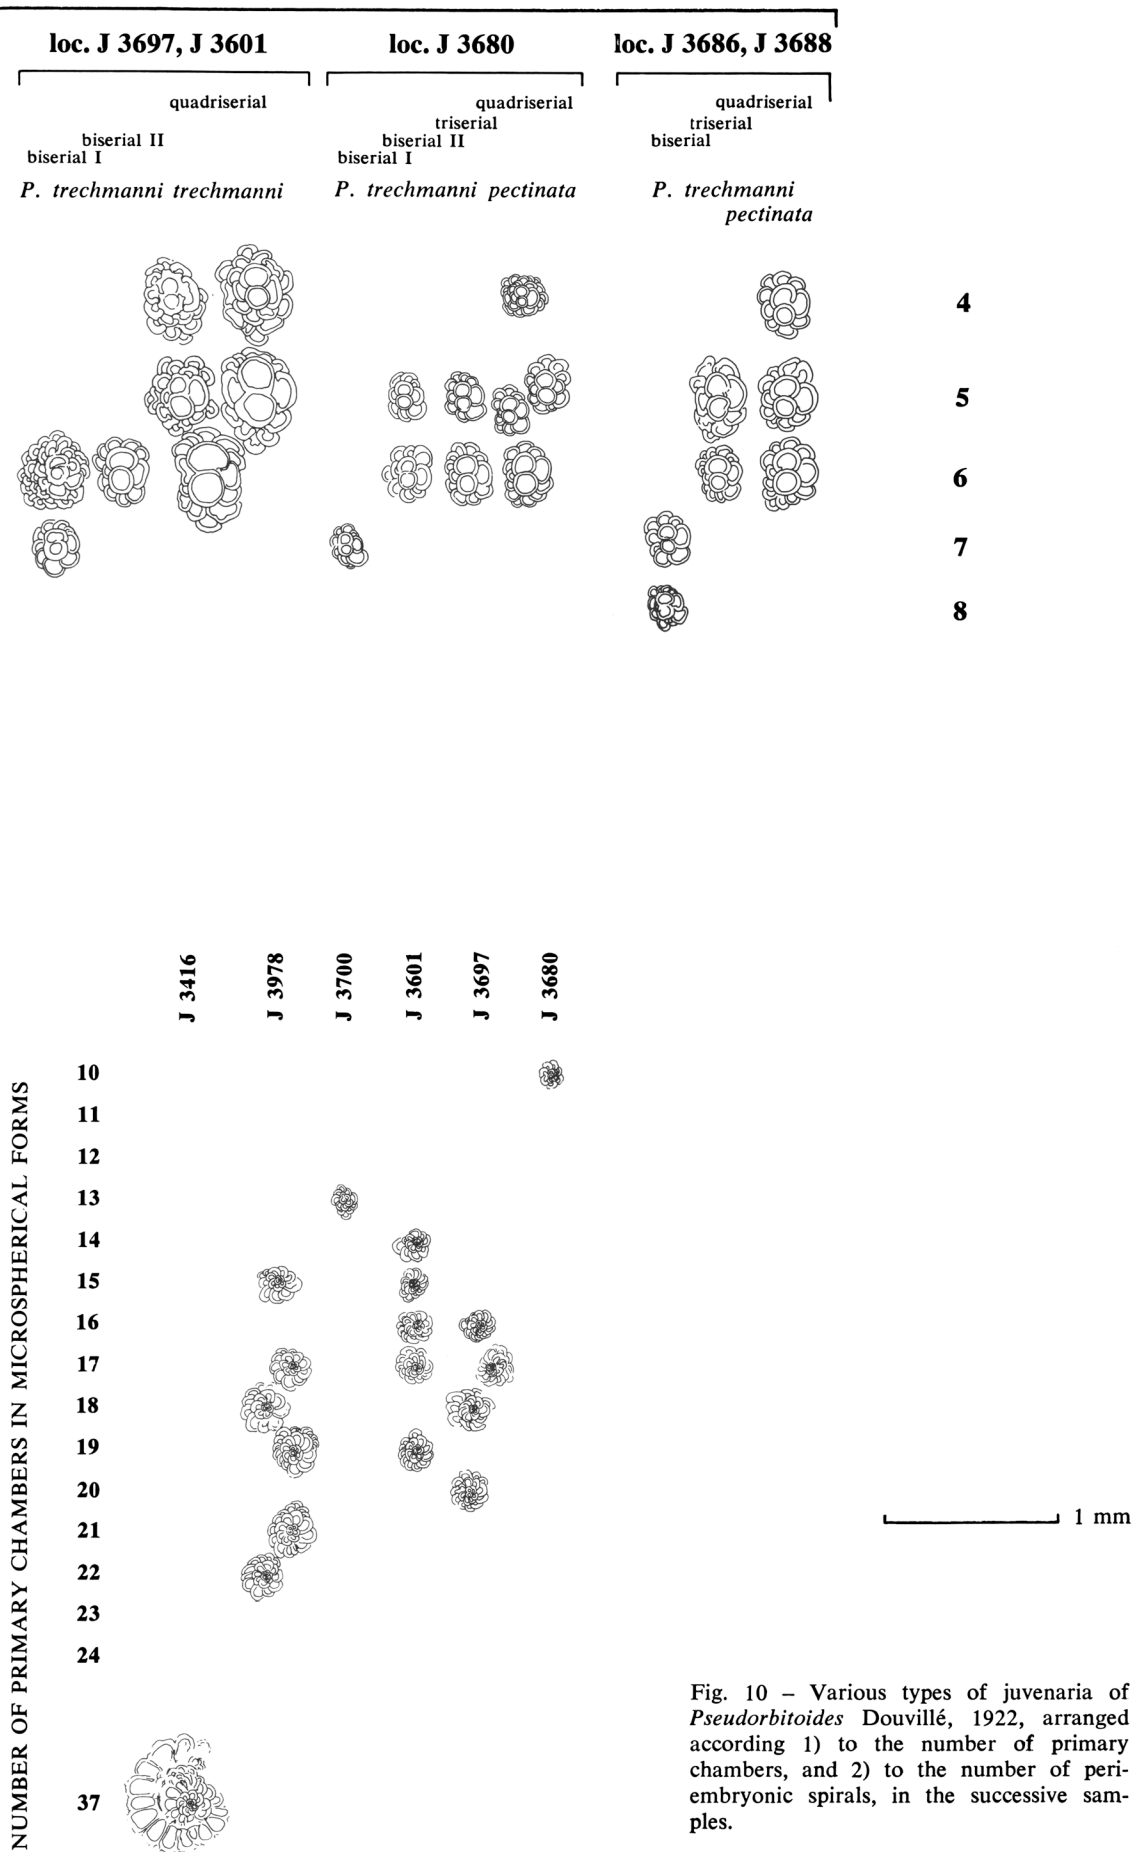 loc. J 3697, J 3601
quadriserial
biserial II
biserial I
P. trechmanni trechmanni
loc. J 3680
quadriserial
triserial
biserial II
biserial I
P. trechmanni pectinata
loc. J 3686, J 3688
quadriserial
triserial
biserial
P. trechmanni
pectinata
4
5
6
7
8
J 3416
J 3978
J 3700
J 3601
J 3697
J 3680
NUMBER OF PRIMARY CHAMBERS IN MICROSPHERICAL FORMS
10
11
12
13
14
15
16
17
18
19
20
21
22
23
24
37
1 mm
Fig. 10 – Various types of juvenaria of
Pseudorbitoides Douvillé, 1922, arranged
according 1) to the number of primary
chambers, and 2) to the number of peri-
embryonic spirals, in the successive sam-
ples.